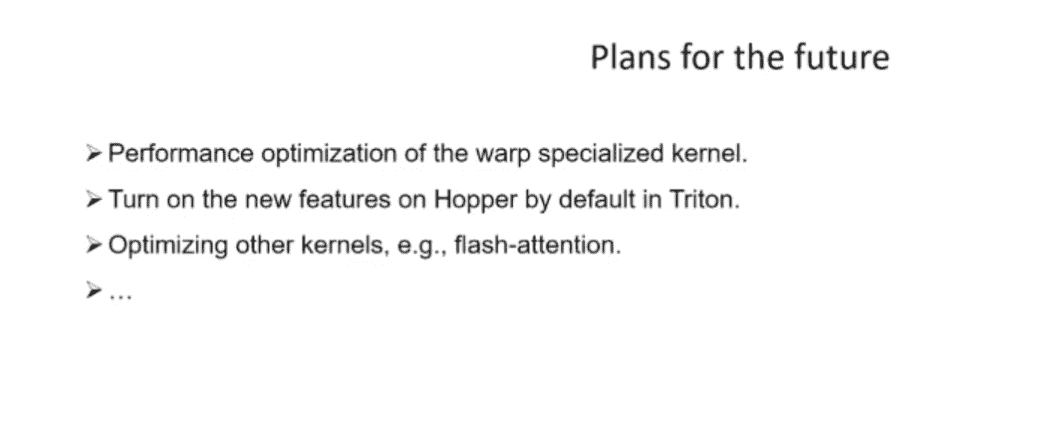 Plans for the future
➢ Performance optimization of the warp specialized kernel.
➢ Turn on the new features on Hopper by default in Triton.
➢ Optimizing other kernels, e.g., flash-attention.
➢ ...